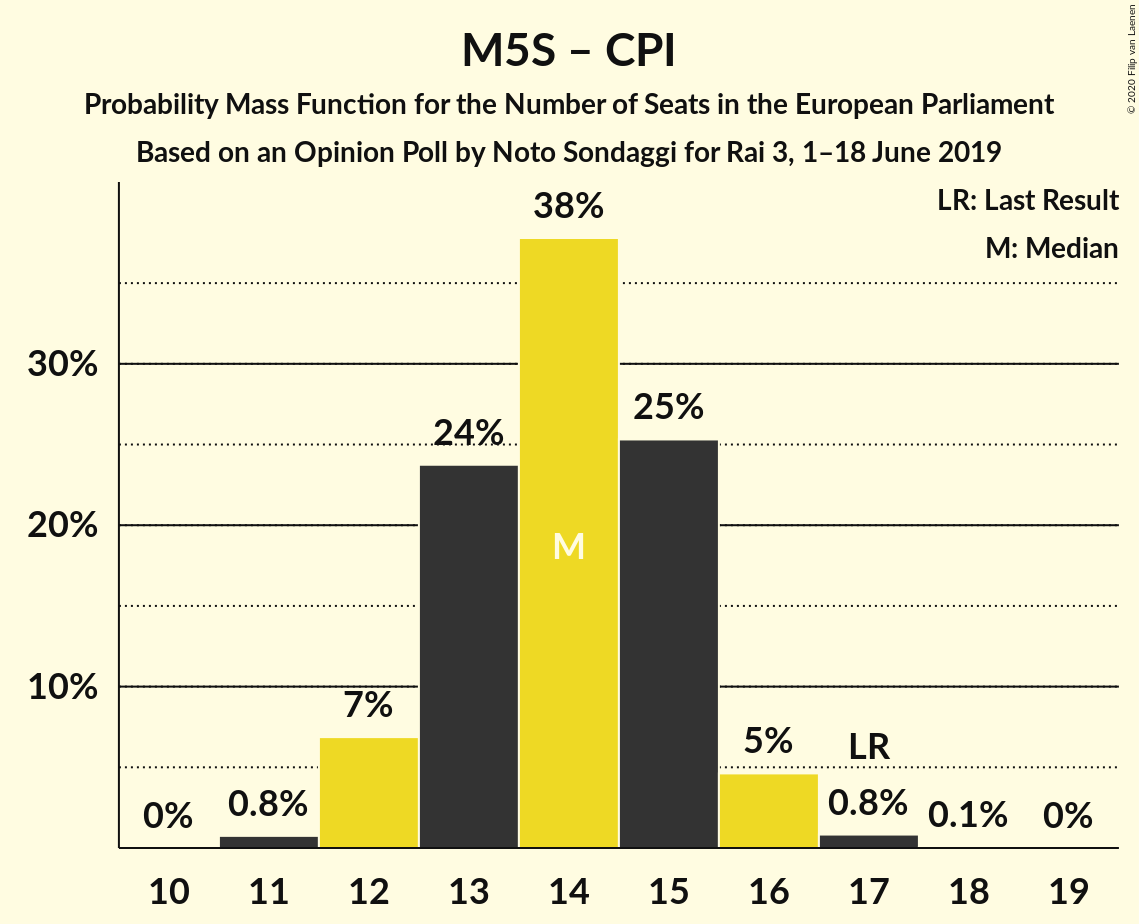 M5S – CPI
Probability Mass Function for the Number of Seats in the European Parliament
Based on an Opinion Poll by Noto Sondaggi for Rai 3, 1–18 June 2019
© 2020 Filip van Laenen
LR: Last Result
M: Median
38%
30%
25%
24%
20%
M
10%
7%
5%
LR
0%
0.8%
0.8%
0.1%
0%
10 11 12 13 14 15 16 17 18 19